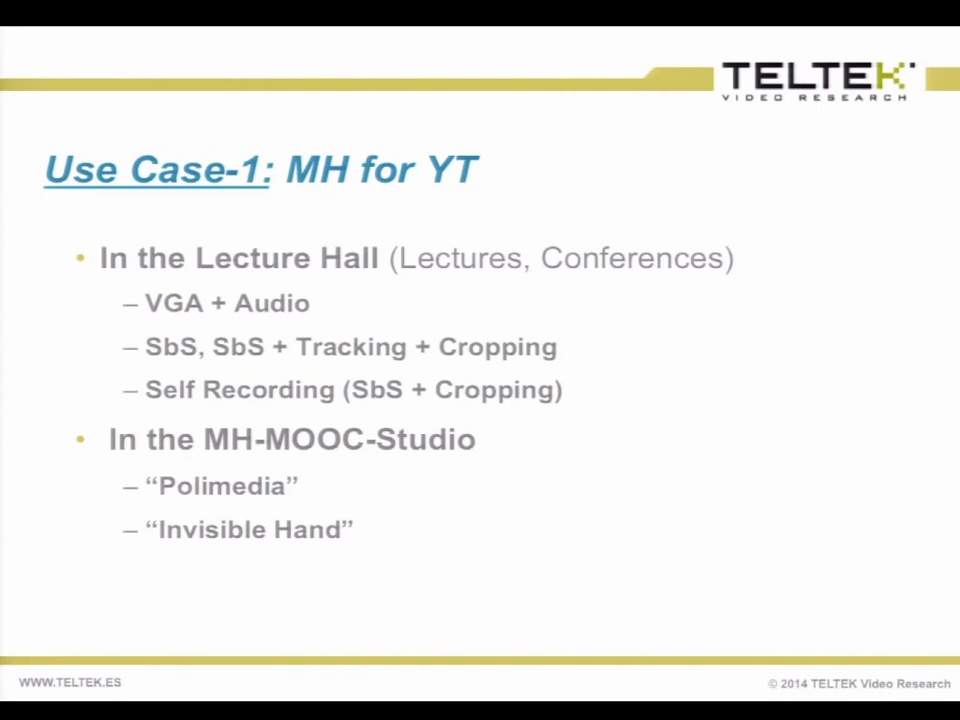 TELTEK
VIDEO RESEARCH
Use Case-1: MH for YT
• In the Lecture Hall (Lectures, Conferences)
– VGA + Audio
– SbS, SbS + Tracking + Cropping
– Self Recording (SbS + Cropping)
• In the MH-MOOC-Studio
– “Polimedia”
– “Invisible Hand”
WWW.TELTEK.ES
© 2014 TELTEK Video Research